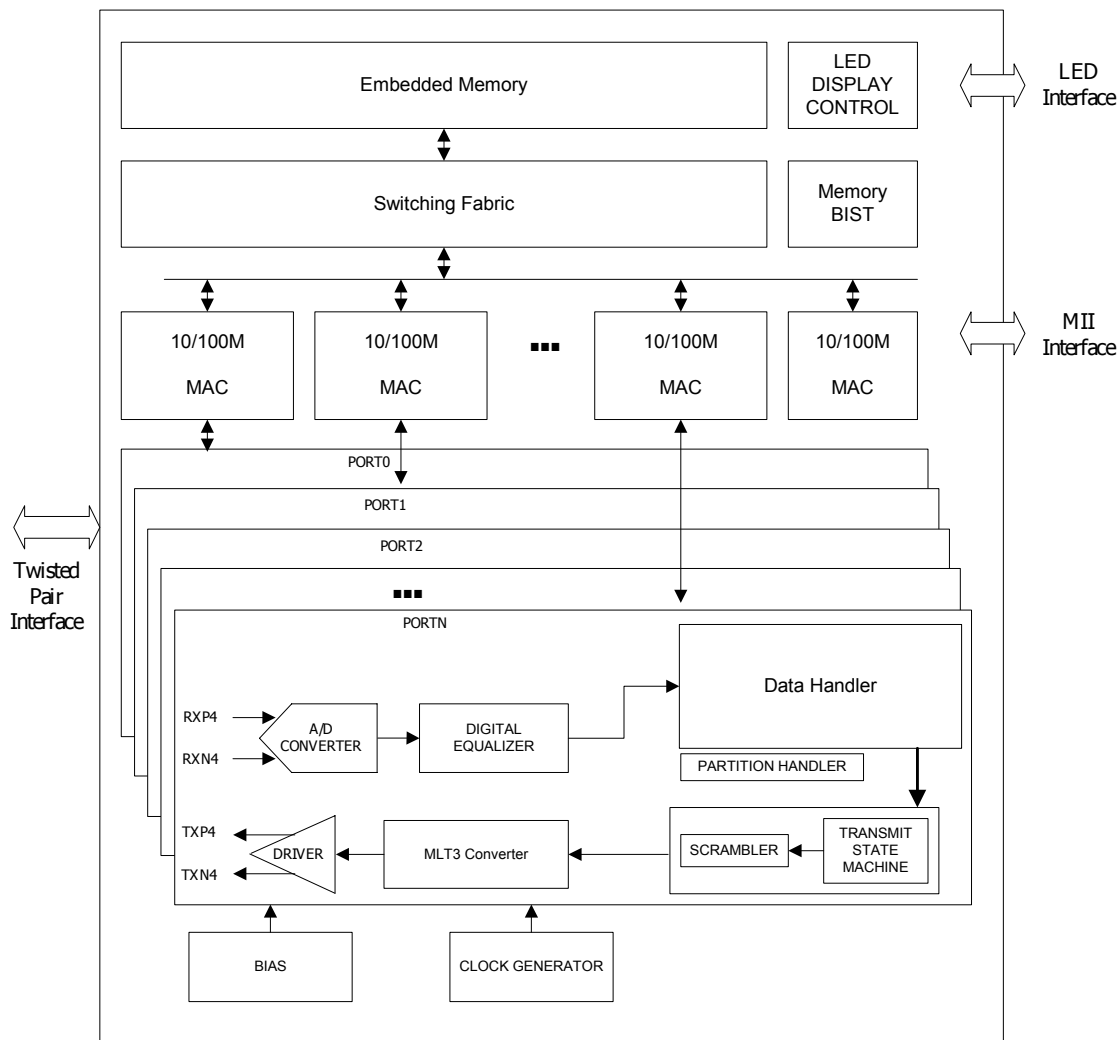 Embedded Memory
LED
DISPLAY
CONTROL
LED
Interface
Switching Fabric
Memory
BIST
10/100M
MAC
10/100M
MAC
10/100M
MAC
10/100M
MAC
MII
Interface
PORT0
PORT1
PORT2
PORTN
Twisted
Pair
Interface
Data Handler
RXP4
RXN4
A/D
CONVERTER
DIGITAL
EQUALIZER
PARTITION HANDLER
TXP4
TXN4
DRIVER
MLT3 Converter
SCRAMBLER
TRANSMIT
STATE
MACHINE
BIAS
CLOCK GENERATOR